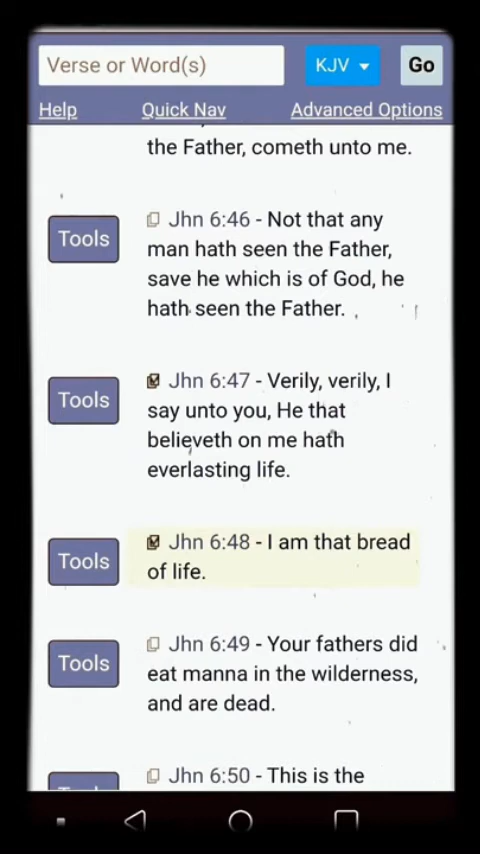 Verse or Word(s) KJV Go
Help Quick Nav Advanced Options
the Father, cometh unto me.
Tools
Jhn 6:46 - Not that any
man hath seen the Father,
save he which is of God, he
hath seen the Father.
Tools
Jhn 6:47 - Verily, verily, I
say unto you, He that
believeth on me hath
everlasting life.
Tools
Jhn 6:48 - I am that bread
of life.
Tools
Jhn 6:49 - Your fathers did
eat manna in the wilderness,
and are dead.
Jhn 6:50 - This is the